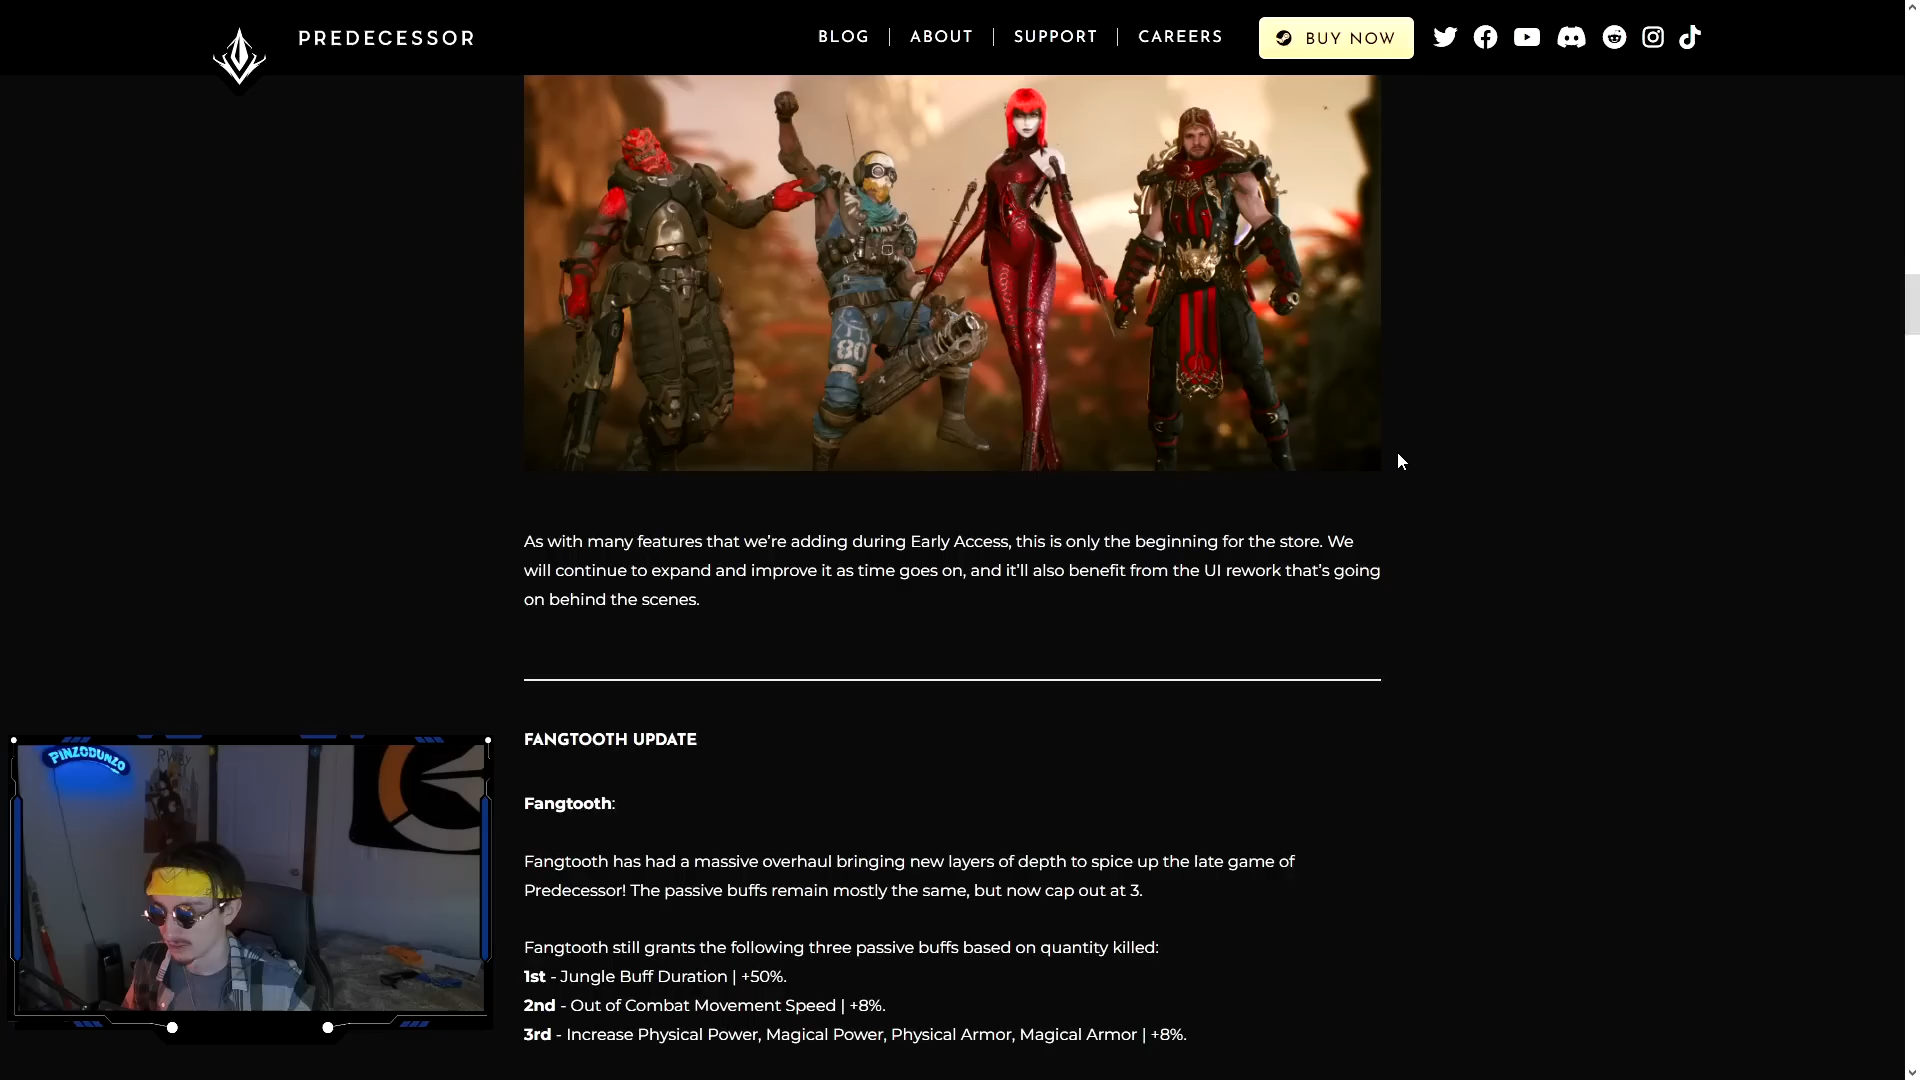 PREDECESSOR
BLOG
ABOUT
SUPPORT
CAREERS
BUY NOW
80
As with many features that we're adding during Early Access, this is only the beginning for the store. We
will continue to expand and improve it as time goes on, and it'll also benefit from the UI rework that's going
on behind the scenes.
FANGTOOTH UPDATE
PINZODUNZO
RWBY
Fangtooth:
Fangtooth has had a massive overhaul bringing new layers of depth to spice up the late game of
Predecessor! The passive buffs remain mostly the same, but now cap out at 3.
Fangtooth still grants the following three passive buffs based on quantity killed:
1st - Jungle Buff Duration | +50%.
2nd - Out of Combat Movement Speed | +8%.
3rd - Increase Physical Power, Magical Power, Physical Armor, Magical Armor | +8%.